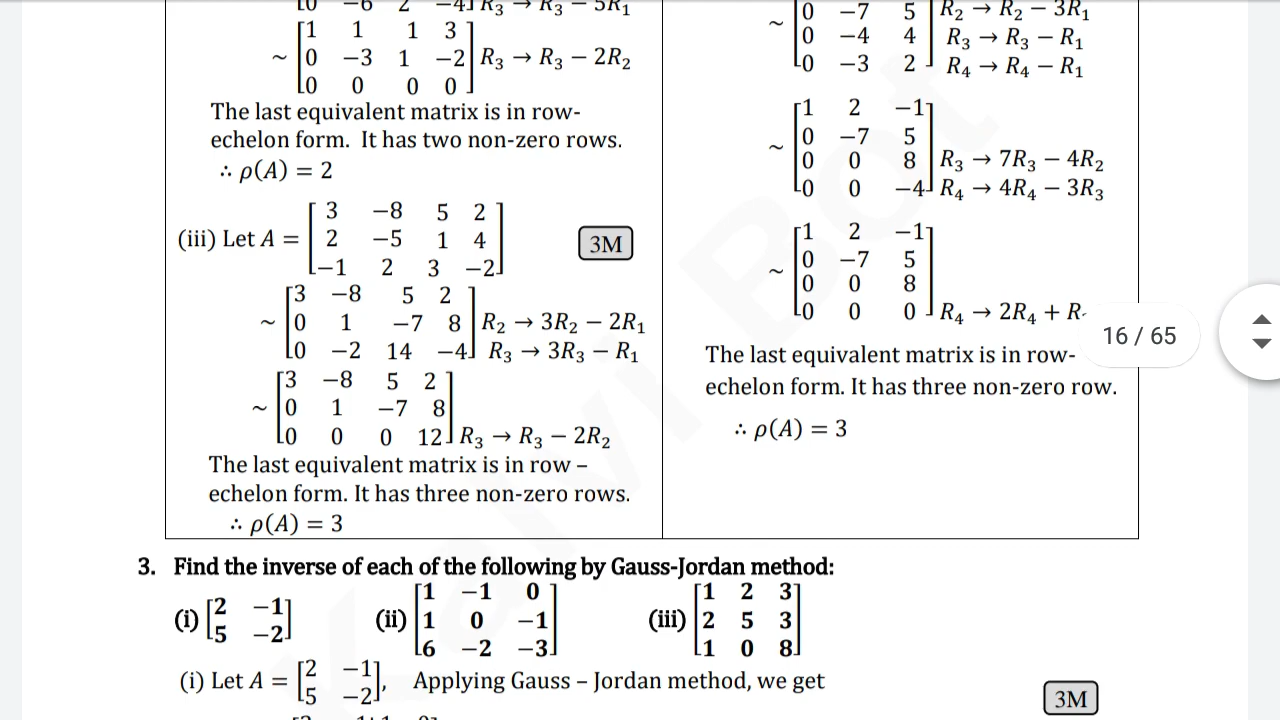 [0 −6 2 −4] R₃ → R₃ − 5R₁
~ [1 1 1 3
0 −3 1 −2
0 0 0 0] R₃ → R₃ − 2R₂
The last equivalent matrix is in row-
echelon form. It has two non-zero rows.
∴ ρ(A) = 2
(iii) Let A = [3 −8 5 2
2 −5 1 4
−1 2 3 −2]
3M
~ [3 −8 5 2
0 1 −7 8
0 −2 14 −4] R₂ → 3R₂ − 2R₁
R₃ → 3R₃ − R₁
~ [3 −8 5 2
0 1 −7 8
0 0 0 12] R₃ → R₃ − 2R₂
The last equivalent matrix is in row –
echelon form. It has three non-zero rows.
∴ ρ(A) = 3
~ [0 −7 5
0 −4 4
0 −3 2] R₂ → R₂ − 3R₁
R₃ → R₃ − R₁
R₄ → R₄ − R₁
~ [1 2 −1
0 −7 5
0 0 8
0 0 −4] R₃ → 7R₃ − 4R₂
R₄ → 4R₄ − 3R₃
~ [1 2 −1
0 −7 5
0 0 8
0 0 0] R₄ → 2R₄ + R
16 / 65
The last equivalent matrix is in row-
echelon form. It has three non-zero row.
∴ ρ(A) = 3
3. Find the inverse of each of the following by Gauss-Jordan method:
(i) [2 −1
5 −2]
(ii) [1 −1 0
1 0 −1
6 −2 −3]
(iii) [1 2 3
2 5 3
1 0 8]
(i) Let A = [2 −1
5 −2], Applying Gauss – Jordan method, we get
3M